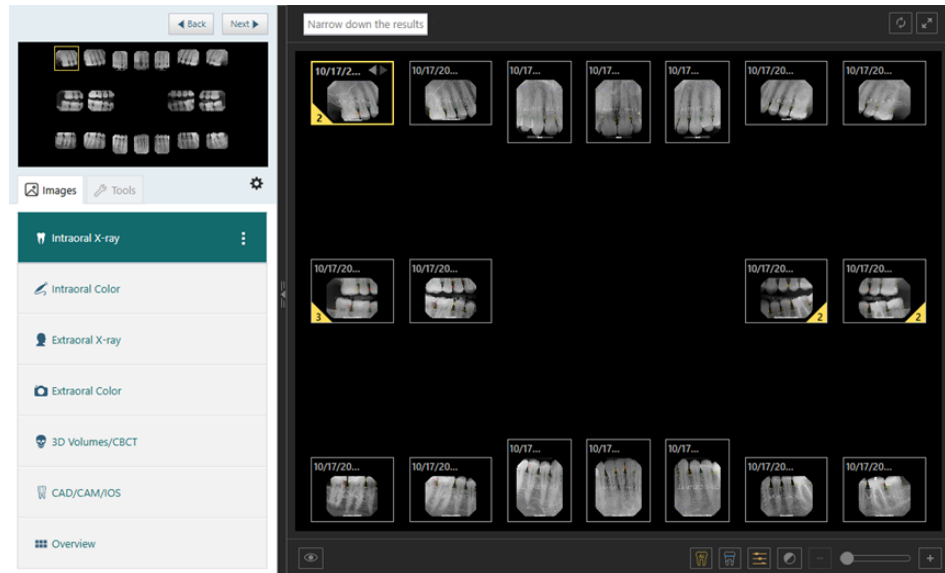 Back Next
Narrow down the results
10/17/2... 10/17/20... 10/17... 10/17... 10/17... 10/17/20... 10/17/20...
2
Images Tools
Intraoral X-ray
Intraoral Color
Extraoral X-ray
Extraoral Color
3D Volumes/CBCT
CAD/CAM/IOS
Overview
10/17/20... 10/17/20... 10/17/20... 10/17/20...
3 2 2
10/17... 10/17... 10/17...
10/17/20... 10/17/20... 10/17/20... 10/17/20...